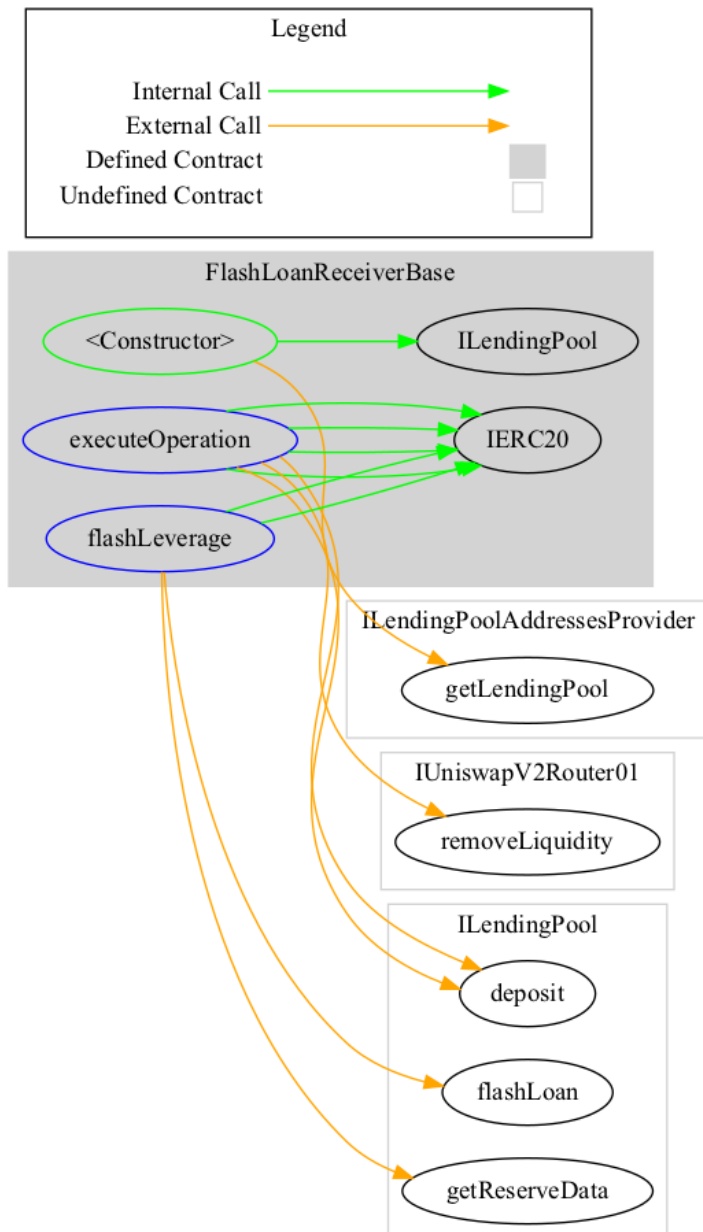 Legend
Internal Call
External Call
Defined Contract
Undefined Contract
FlashLoanReceiverBase
<Constructor>
ILendingPool
executeOperation
IERC20
flashLeverage
ILendingPoolAddressesProvider
getLendingPool
IUniswapV2Router01
removeLiquidity
ILendingPool
deposit
flashLoan
getReserveData